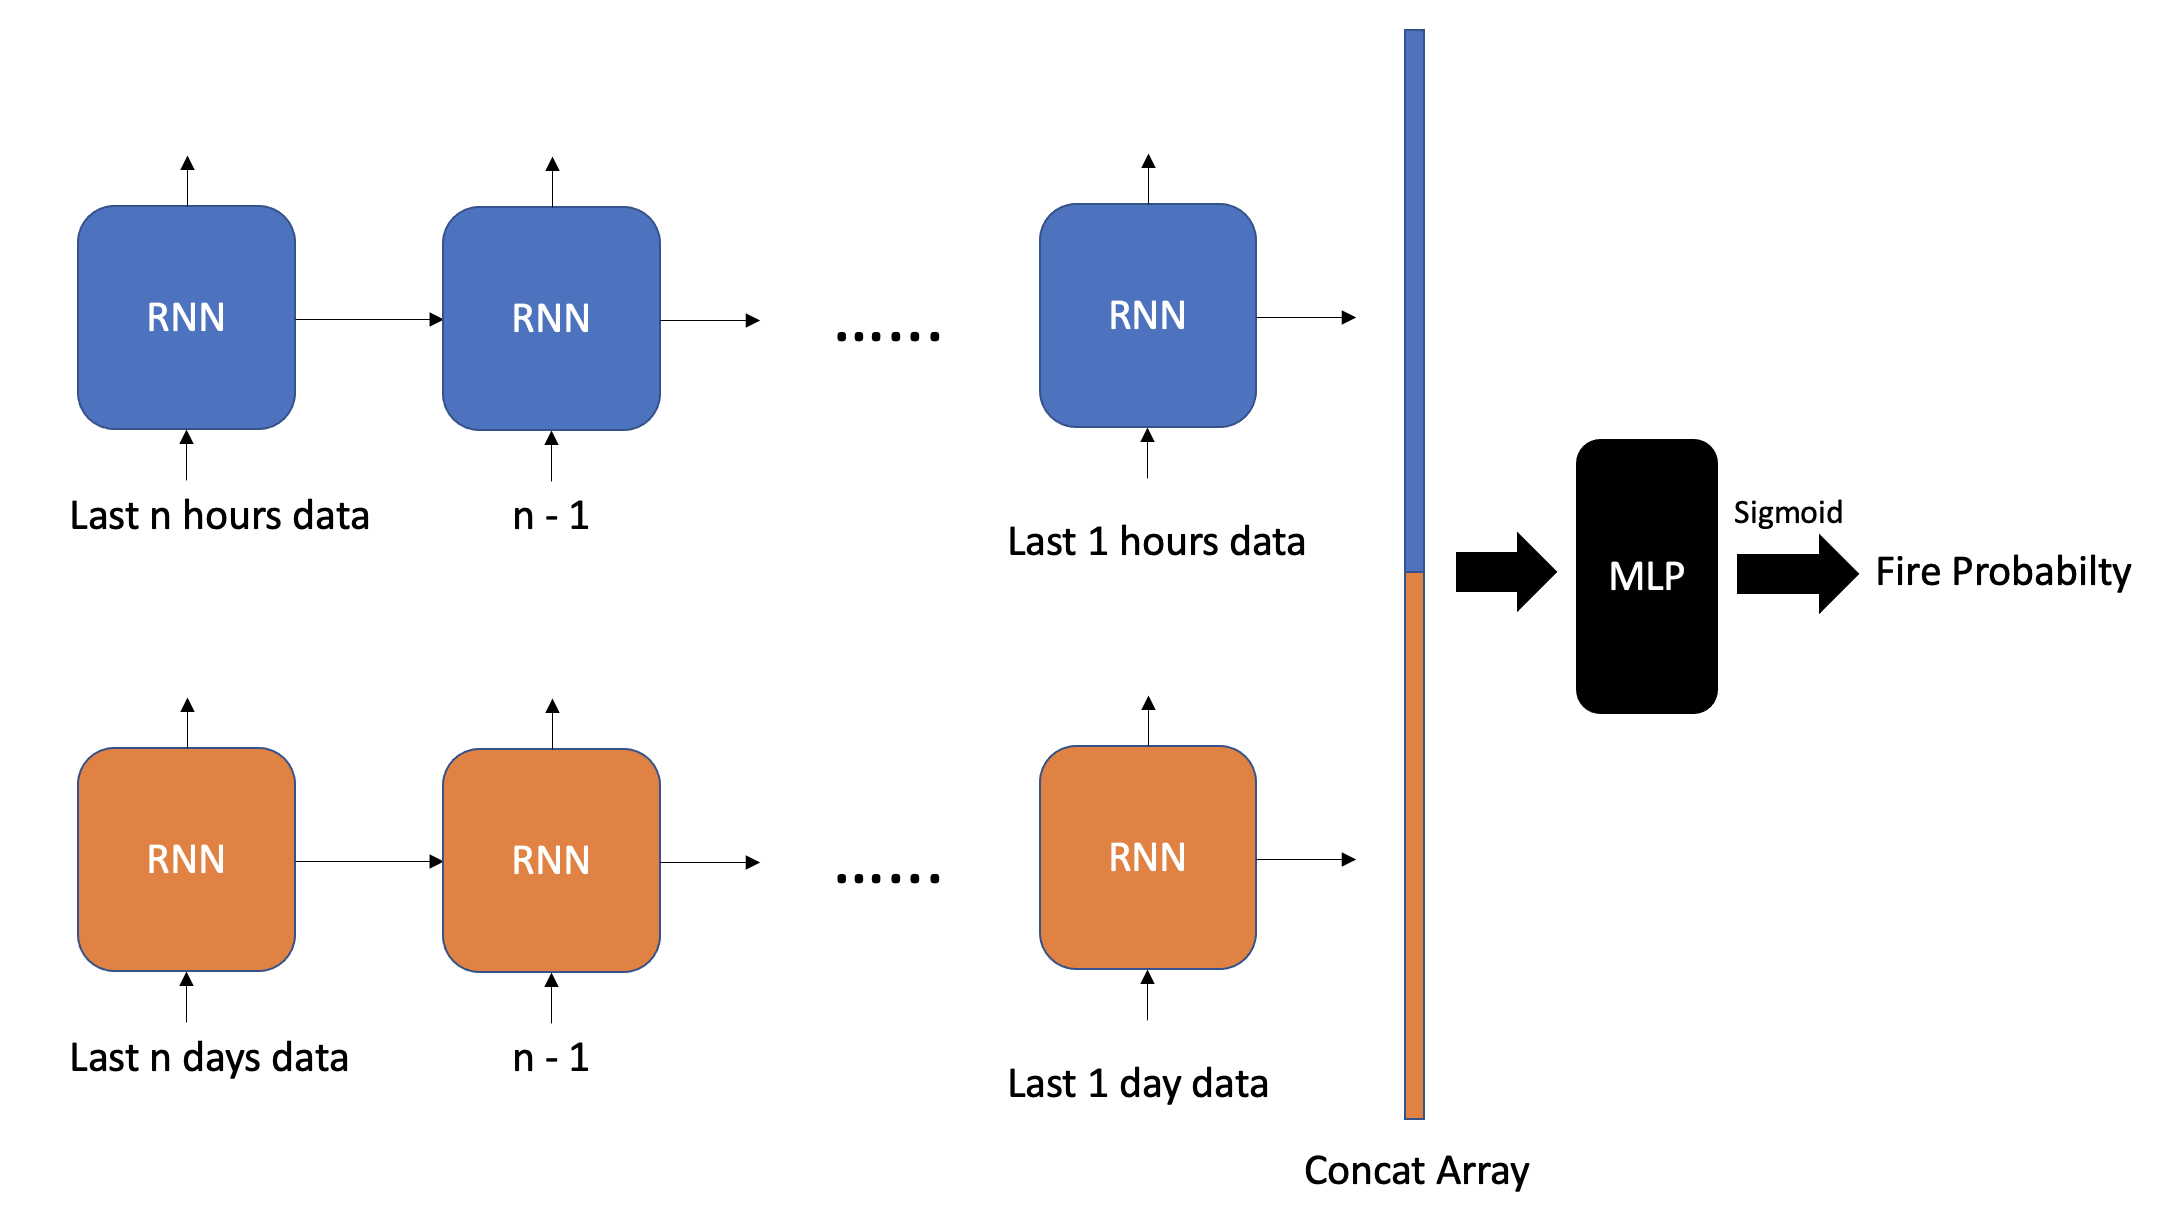 RNN
RNN
……
RNN
Last n hours data
n - 1
Last 1 hours data
Sigmoid
MLP
Fire Probabilty
RNN
RNN
……
RNN
Last n days data
n - 1
Last 1 day data
Concat Array